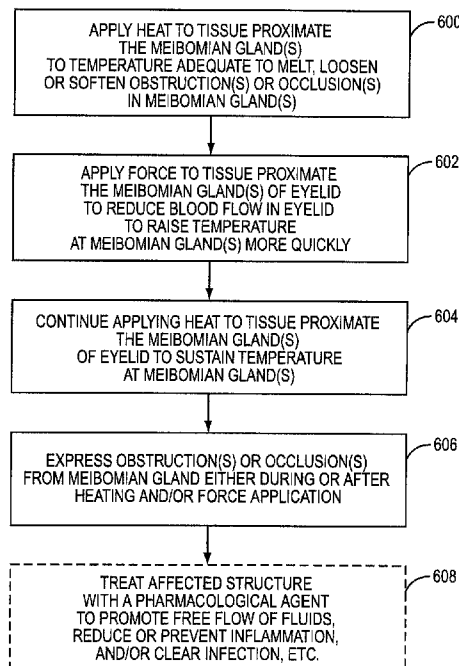 APPLY HEAT TO TISSUE PROXIMATE
THE MEIBOMIAN GLAND(S)
TO TEMPERATURE ADEQUATE TO MELT, LOOSEN
OR SOFTEN OBSTRUCTION(S) OR OCCLUSION(S)
IN MEIBOMIAN GLAND(S)
600
APPLY FORCE TO TISSUE PROXIMATE
THE MEIBOMIAN GLAND(S) OF EYELID
TO REDUCE BLOOD FLOW IN EYELID
TO RAISE TEMPERATURE
AT MEIBOMIAN GLAND(S) MORE QUICKLY
602
CONTINUE APPLYING HEAT TO TISSUE PROXIMATE
THE MEIBOMIAN GLAND(S)
OF EYELID TO SUSTAIN TEMPERATURE
AT MEIBOMIAN GLAND(S)
604
EXPRESS OBSTRUCTION(S) OR OCCLUSION(S)
FROM MEIBOMIAN GLAND EITHER DURING OR AFTER
HEATING AND/OR FORCE APPLICATION
606
TREAT AFFECTED STRUCTURE
WITH A PHARMACOLOGICAL AGENT
TO PROMOTE FREE FLOW OF FLUIDS,
REDUCE OR PREVENT INFLAMMATION,
AND/OR CLEAR INFECTION, ETC.
608